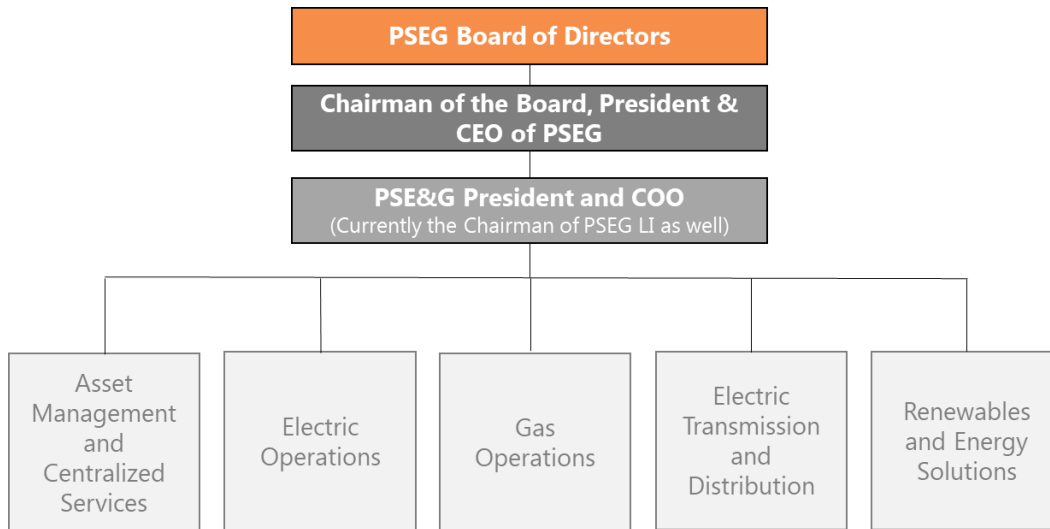 PSEG Board of Directors
Chairman of the Board, President &
CEO of PSEG
PSE&G President and COO
(Currently the Chairman of PSEG LI as well)
Asset
Management
and
Centralized
Services
Electric
Operations
Gas
Operations
Electric
Transmission
and
Distribution
Renewables
and Energy
Solutions